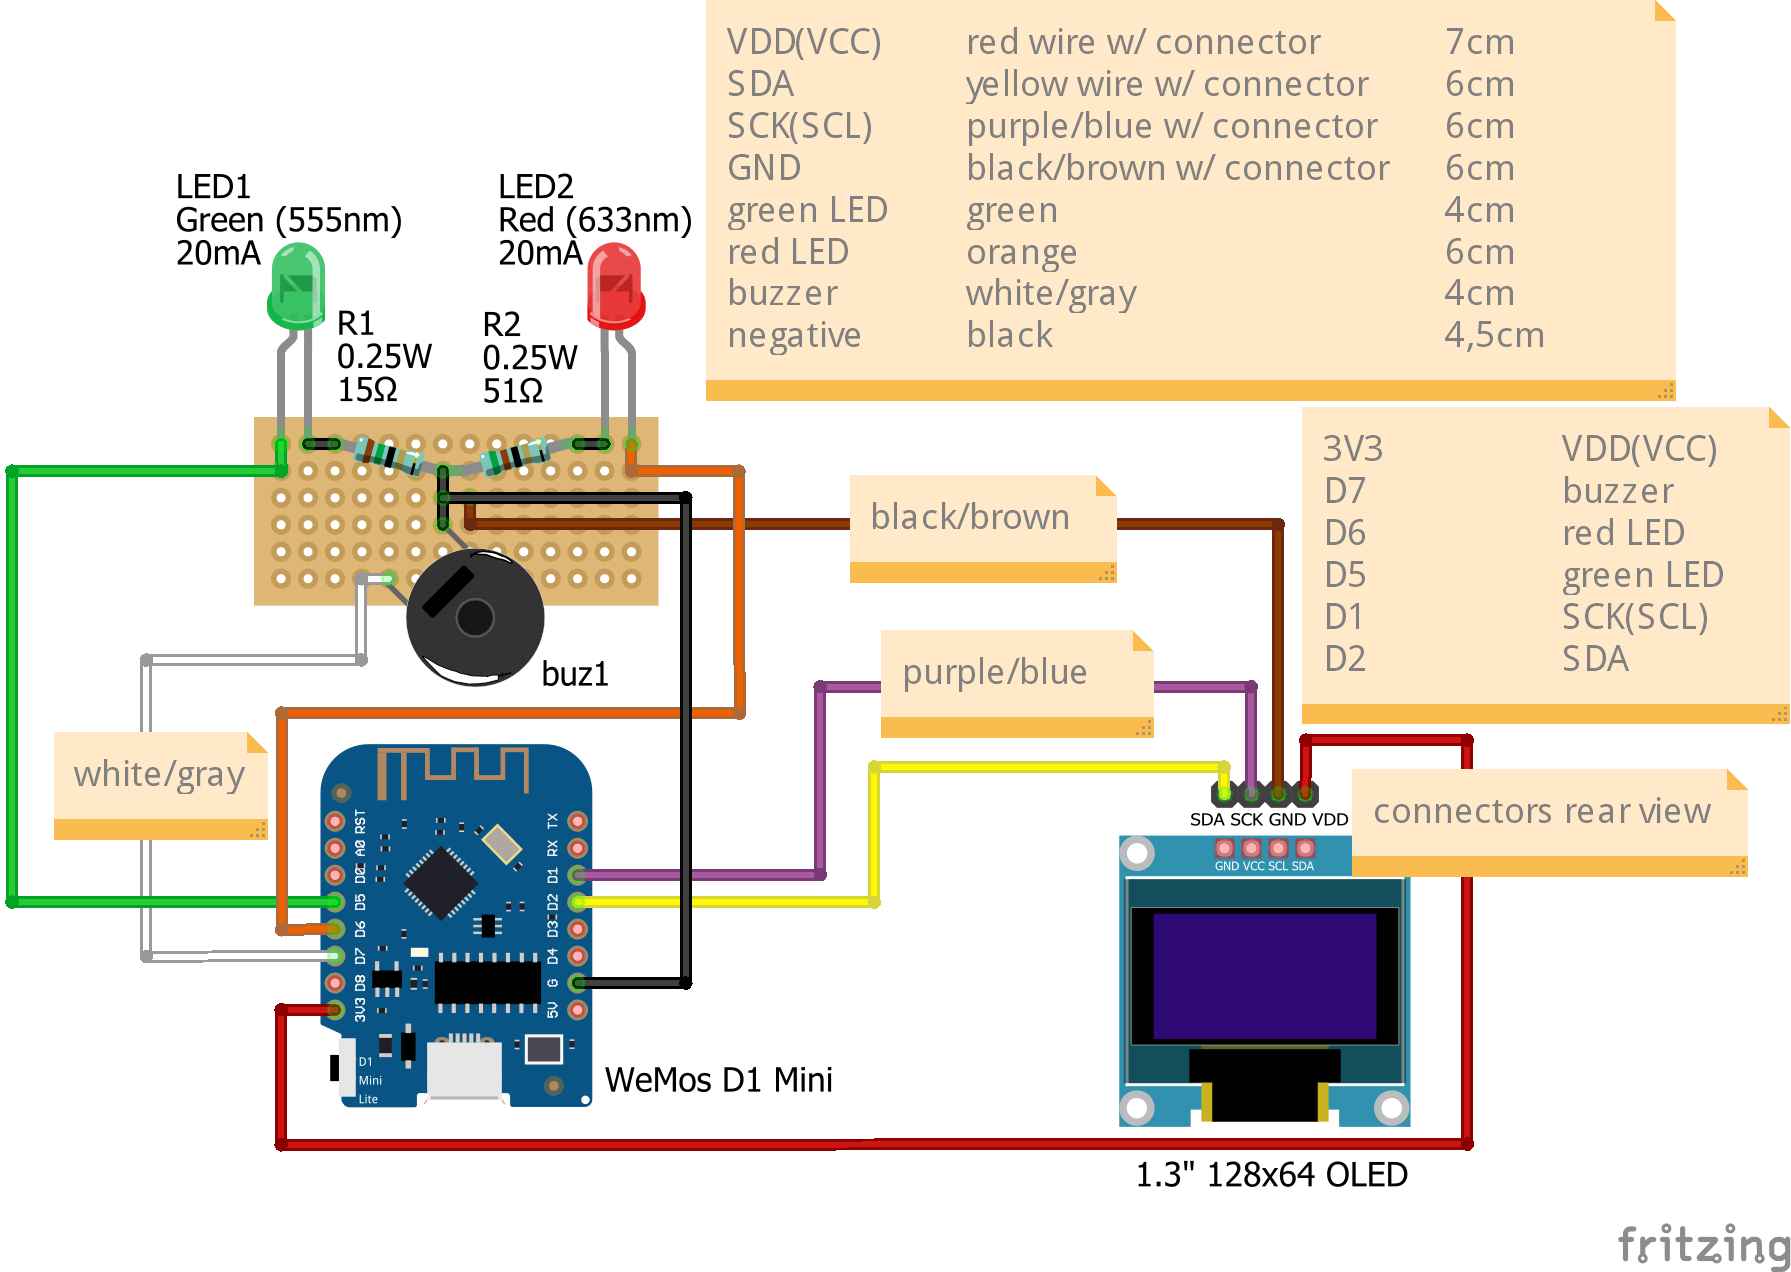 VDD(VCC) red wire w/ connector 7cm
SDA yellow wire w/ connector 6cm
SCK(SCL) purple/blue w/ connector 6cm
GND black/brown w/ connector 6cm
green LED green 4cm
red LED orange 6cm
buzzer white/gray 4cm
negative black 4,5cm
LED1
Green (555nm)
20mA
LED2
Red (633nm)
20mA
R1
0.25W
15Ω
R2
0.25W
51Ω
3V3 VDD(VCC)
D7 buzzer
D6 red LED
D5 green LED
D1 SCK(SCL)
D2 SDA
black/brown
buz1
purple/blue
white/gray
connectors rear view
SDA SCK GND VDD
GND VCC SCL SDA
RST
A0
D0
D5
D6
D7
D8
3V3
TX
RX
D1
D2
D3
D4
G
5V
D1
Mini
Lite
WeMos D1 Mini
1.3" 128x64 OLED
fritzing